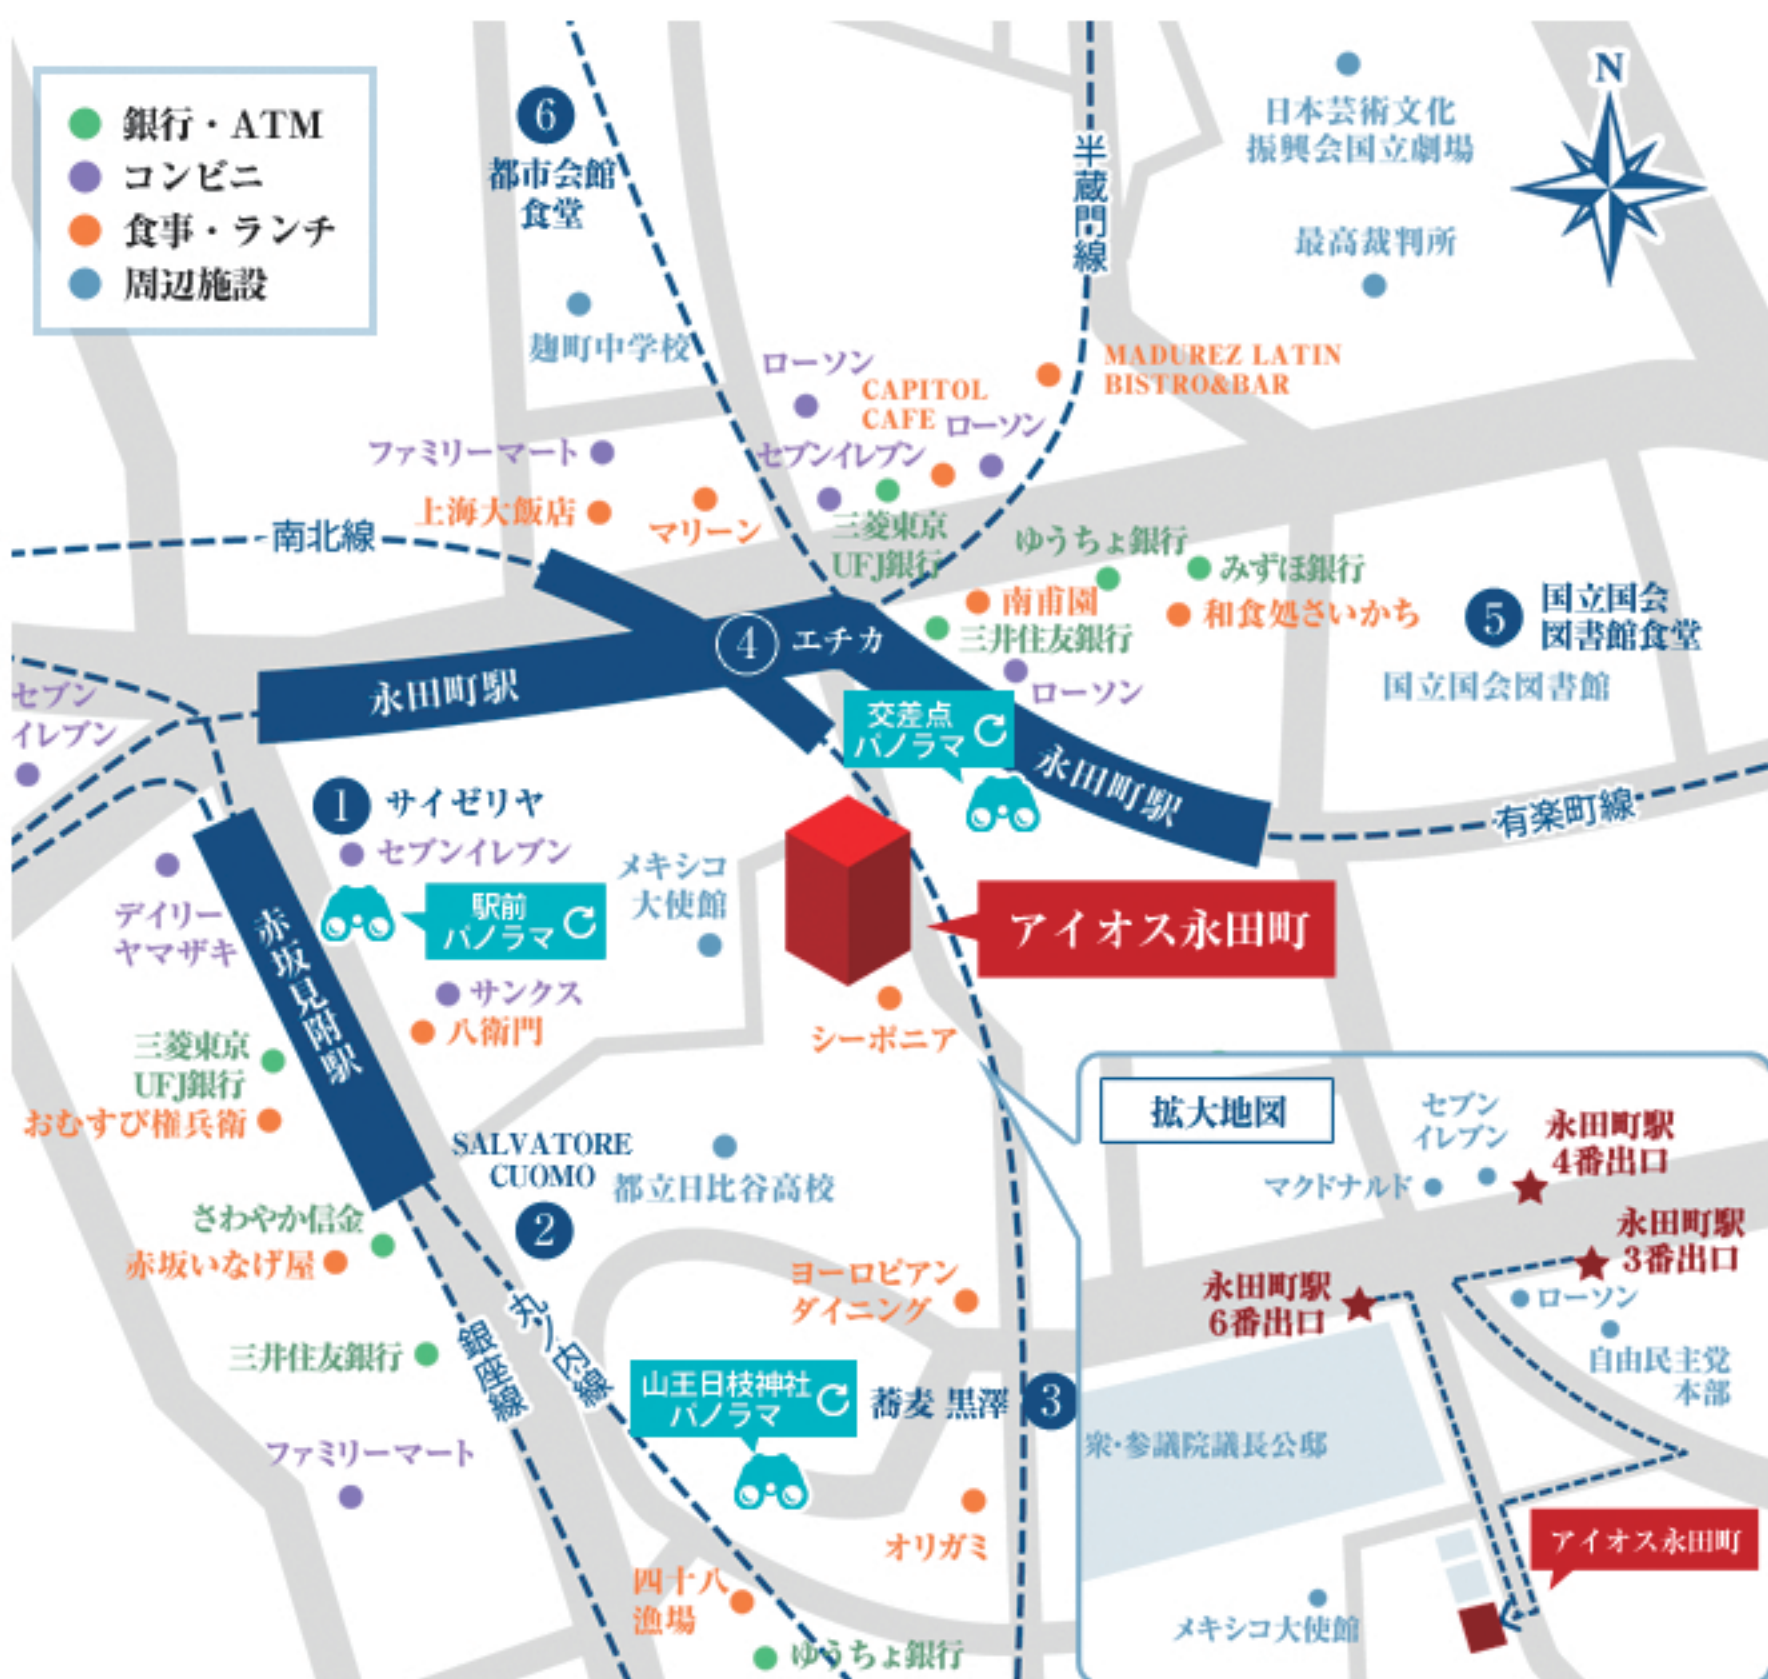 銀行・ATM
コンビニ
食事・ランチ
周辺施設
N
6
都市会館
食堂
半蔵門線
日本芸術文化
振興会国立劇場
最高裁判所
麹町中学校
ローソン
CAPITOL
CAFE
ローソン
MADUREZ LATIN
BISTRO&BAR
ファミリーマート
セブンイレブン
上海大飯店
マリーン
南北線
三菱東京
UFJ銀行
ゆうちょ銀行
みずほ銀行
南甫園
和食処さいかち
三井住友銀行
5
国立国会
図書館食堂
国立国会図書館
4
エチカ
永田町駅
ローソン
セブン
イレブン
交差点
パノラマ
永田町駅
有楽町線
1
サイゼリヤ
セブンイレブン
メキシコ
大使館
デイリー
ヤマザキ
駅前
パノラマ
赤坂見附駅
アイオス永田町
サンクス
八衛門
シーボニア
三菱東京
UFJ銀行
おむすび権兵衛
SALVATORE
CUOMO
2
都立日比谷高校
さわやか信金
赤坂いなげ屋
三井住友銀行
銀座線
丸ノ内線
ヨーロピアン
ダイニング
山王日枝神社
パノラマ
蕎麦 黒澤
3
ファミリーマート
オリガミ
四十八
漁場
ゆうちょ銀行
拡大地図
セブン
イレブン
マクドナルド
永田町駅
4番出口
永田町駅
3番出口
永田町駅
6番出口
ローソン
自由民主党
本部
衆・参議院議長公邸
アイオス永田町
メキシコ大使館